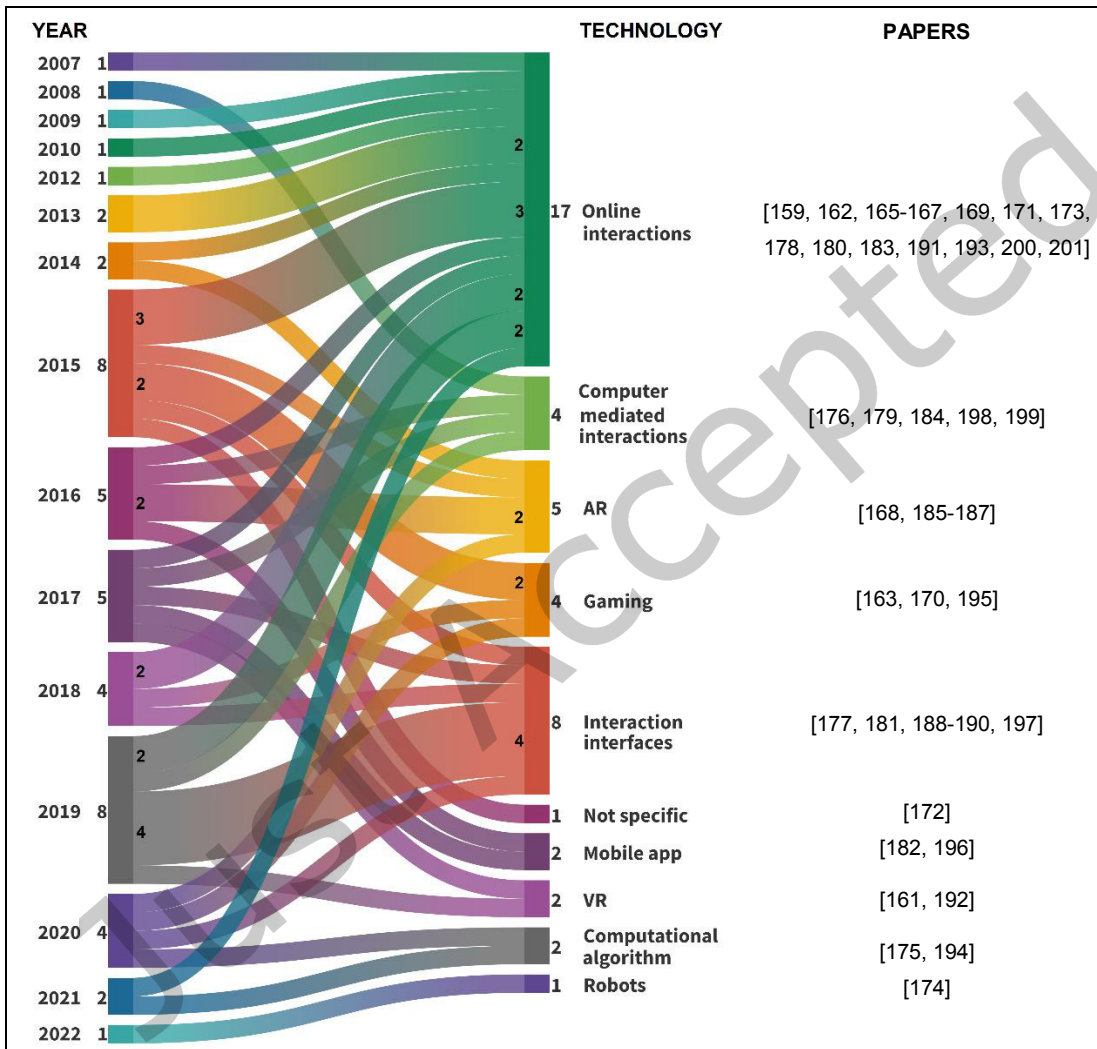 YEAR TECHNOLOGY PAPERS
2007 1
2008 1
2009 1
2010 1
2012 1
2013 2
2014 2
2015 8
3
2
2016 5
2
2017 5
2018 4
2
2019 8
2
4
2020 4
2021 2
2022 1
2
3
2
2
17 Online
interactions
[159, 162, 165-167, 169, 171, 173,
178, 180, 183, 191, 193, 200, 201]
4 Computer
mediated
interactions
[176, 179, 184, 198, 199]
2
5 AR
[168, 185-187]
2
4 Gaming
[163, 170, 195]
4
8 Interaction
interfaces
[177, 181, 188-190, 197]
1 Not specific
[172]
2 Mobile app
[182, 196]
2 VR
[161, 192]
2 Computational
algorithm
[175, 194]
1 Robots
[174]
Just Accepted